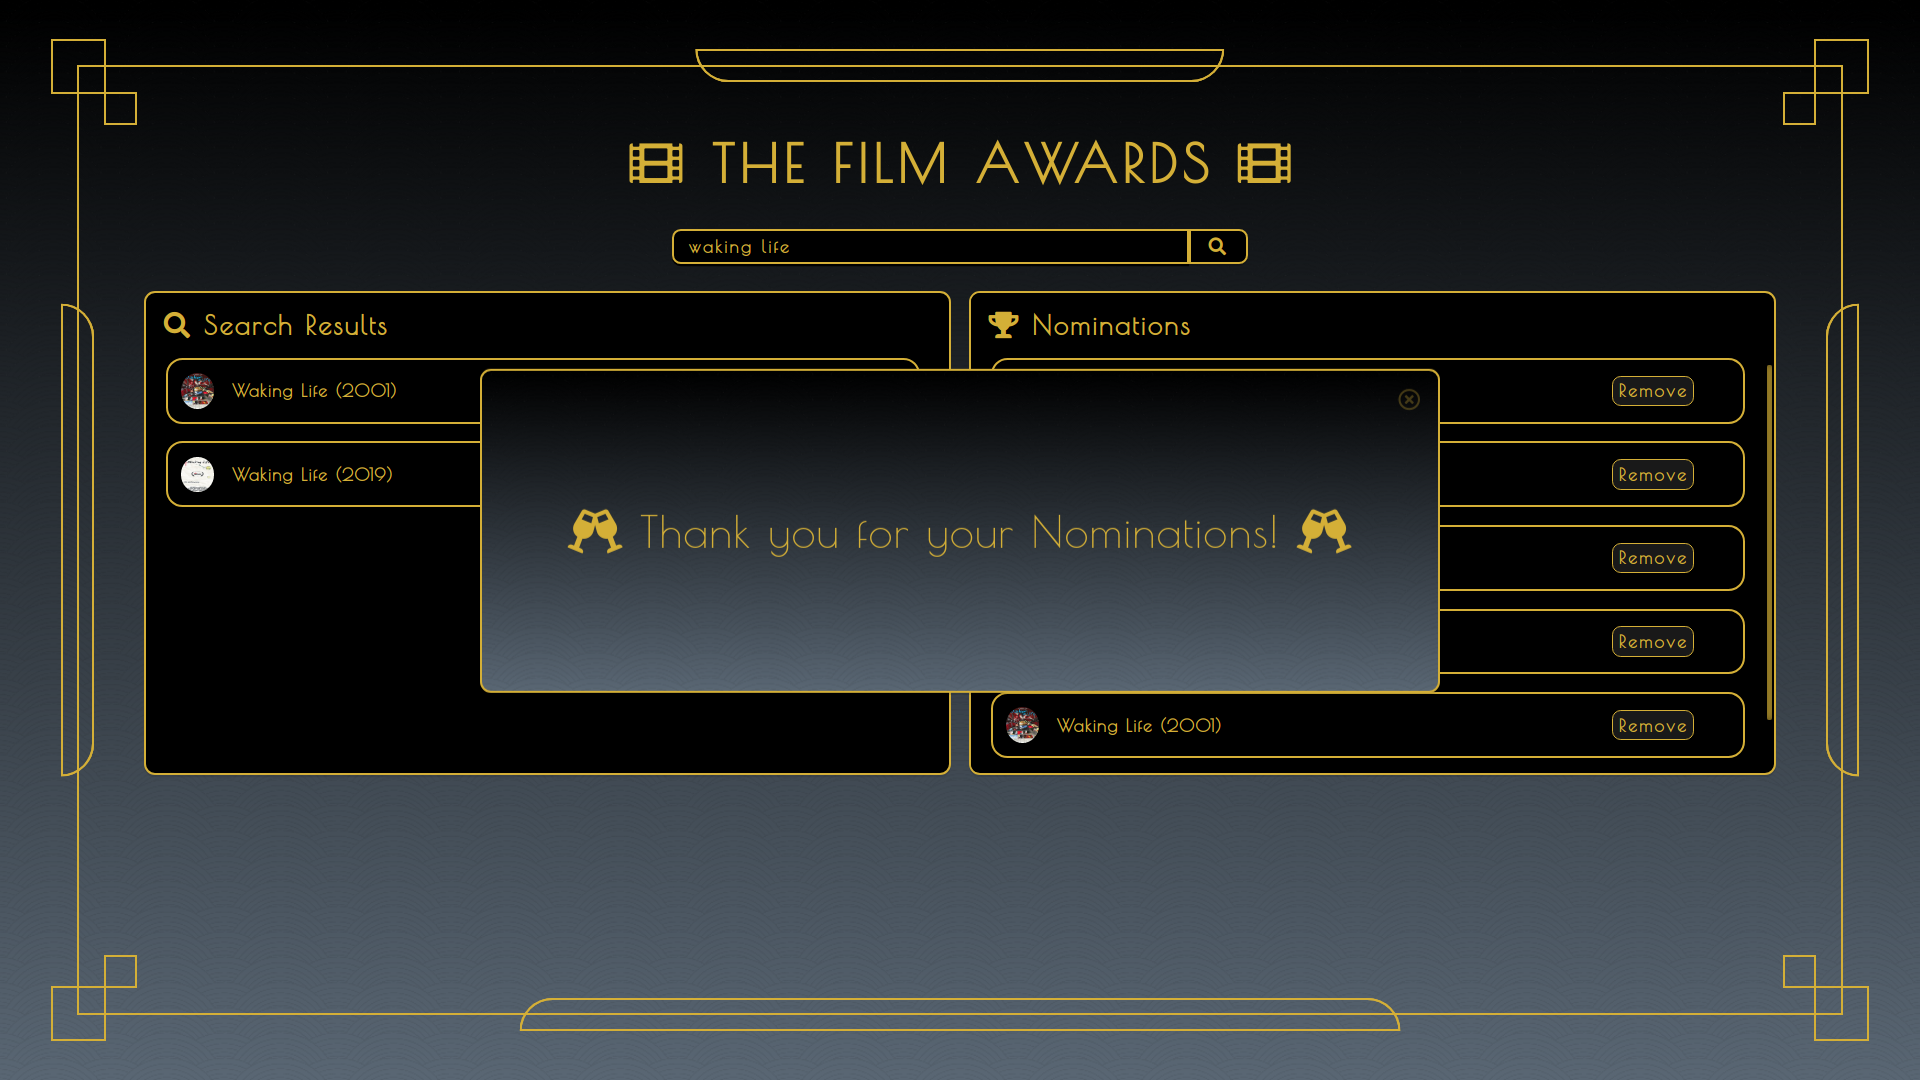 THE FILM AWARDS
waking life
Search Results
Waking Life (2001)
Waking Life (2019)
Nominations
Remove
Remove
Remove
Remove
Waking Life (2001)
Remove
Thank you for your Nominations!